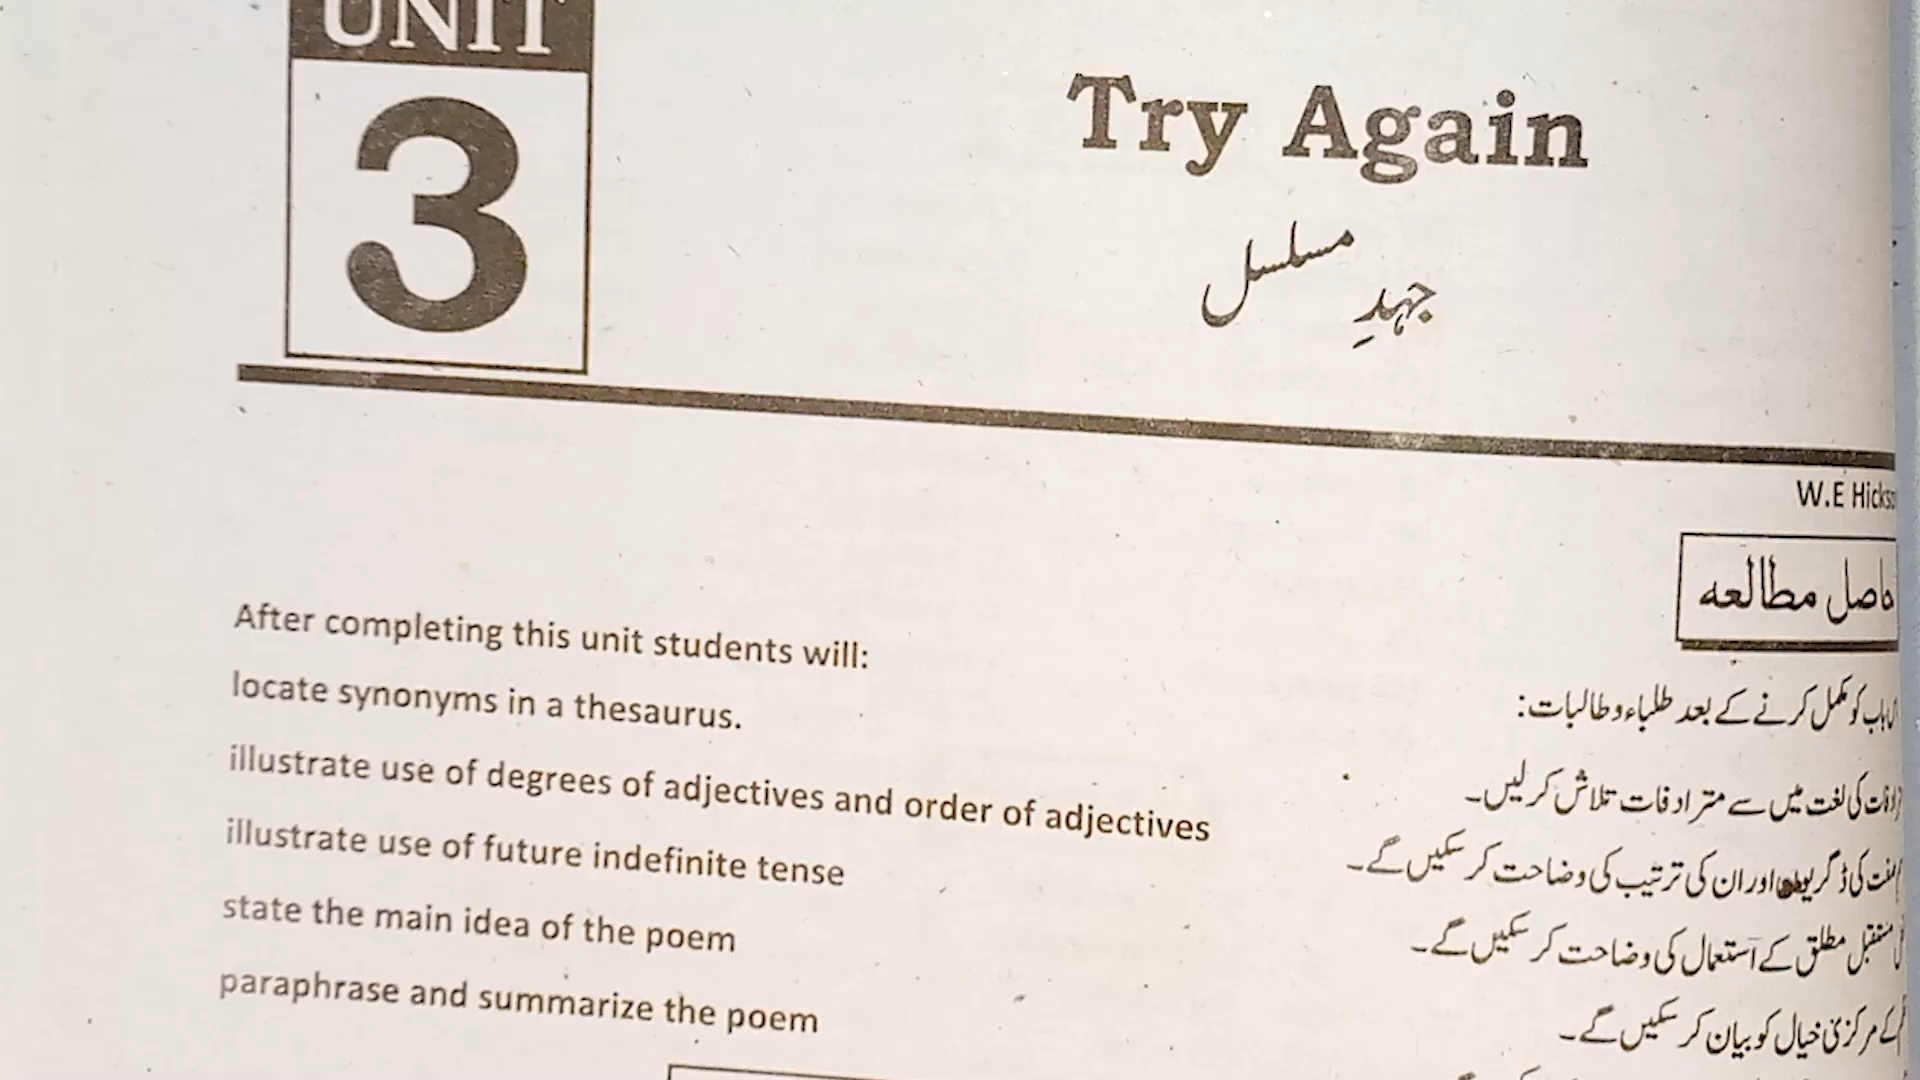 UNIT
3
Try Again
جہدِ مسلسل
W.E Hicks
حاصل مطالعہ
After completing this unit students will:
locate synonyms in a thesaurus.
illustrate use of degrees of adjectives and order of adjectives
illustrate use of future indefinite tense
state the main idea of the poem
paraphrase and summarize the poem
باب کو مکمل کرنے کے بعد طلباء و طالبات:
کی لغت میں سے مترادفات تلاش کر لیں۔
کی ڈگریوں اور ان کی ترتیب کی وضاحت کر سکیں گے۔
مستقبل مطلق کے استعمال کی وضاحت کر سکیں گے۔
کے مرکزی خیال کو بیان کر سکیں گے۔